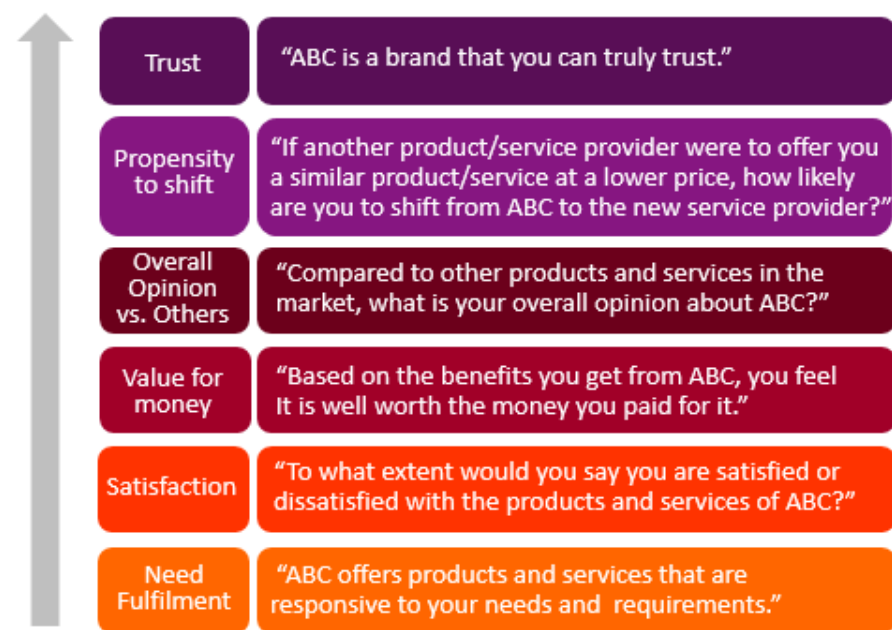 Trust
“ABC is a brand that you can truly trust.”
Propensity
to shift
“If another product/service provider were to offer you
a similar product/service at a lower price, how likely
are you to shift from ABC to the new service provider?”
Overall
Opinion
vs. Others
“Compared to other products and services in the
market, what is your overall opinion about ABC?”
Value for
money
“Based on the benefits you get from ABC, you feel
It is well worth the money you paid for it.”
Satisfaction
“To what extent would you say you are satisfied or
dissatisfied with the products and services of ABC?”
Need
Fulfilment
“ABC offers products and services that are
responsive to your needs and  requirements.”